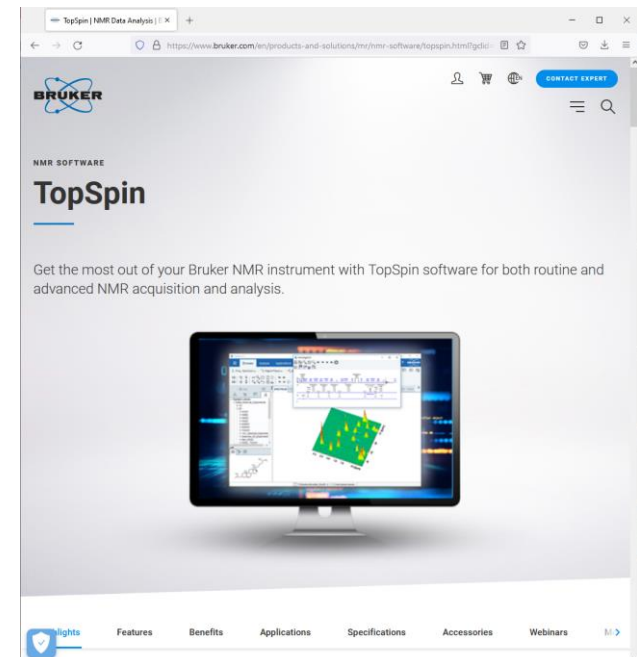 TopSpin | NMR Data Analysis | B
https://www.bruker.com/en/products-and-solutions/mr/nmr-software/topspin.html?gclid
EN
CONTACT EXPERT
BRUKER
NMR SOFTWARE
TopSpin
Get the most out of your Bruker NMR instrument with TopSpin software for both routine and
advanced NMR acquisition and analysis.
lights Features Benefits Applications Specifications Accessories Webinars